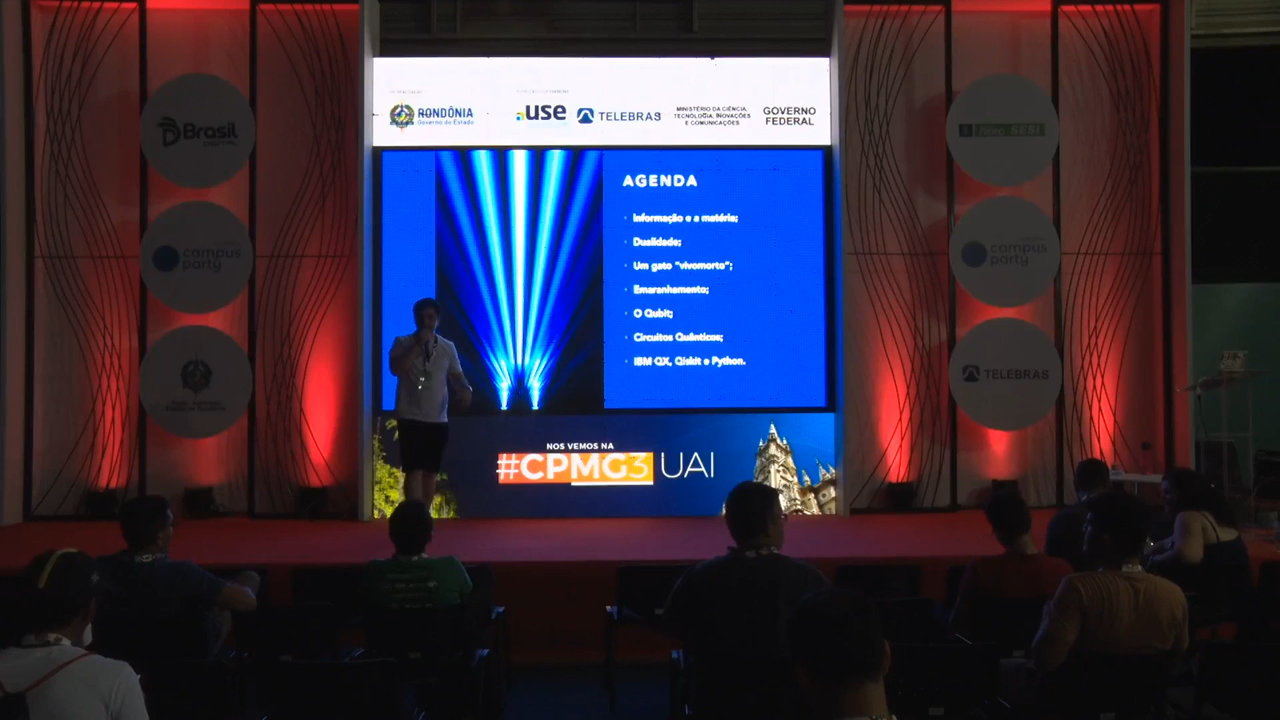 RONDÔNIA
Governo do Estado
use
TELEBRAS
MINISTÉRIO DA CIÊNCIA,
TECNOLOGIA, INOVAÇÕES
E COMUNICAÇÕES
GOVERNO
FEDERAL
Brasil
DIGITAL
campus
party
AGENDA
Informação e a matéria;
Dualidade;
Um gato "vivomorto";
Emaranhamento;
O Qubit;
Circuitos Quânticos;
IBM QX, Qiskit e Python.
campus
party
TELEBRAS
NOS VEMOS NA
#CPMG3 UAI